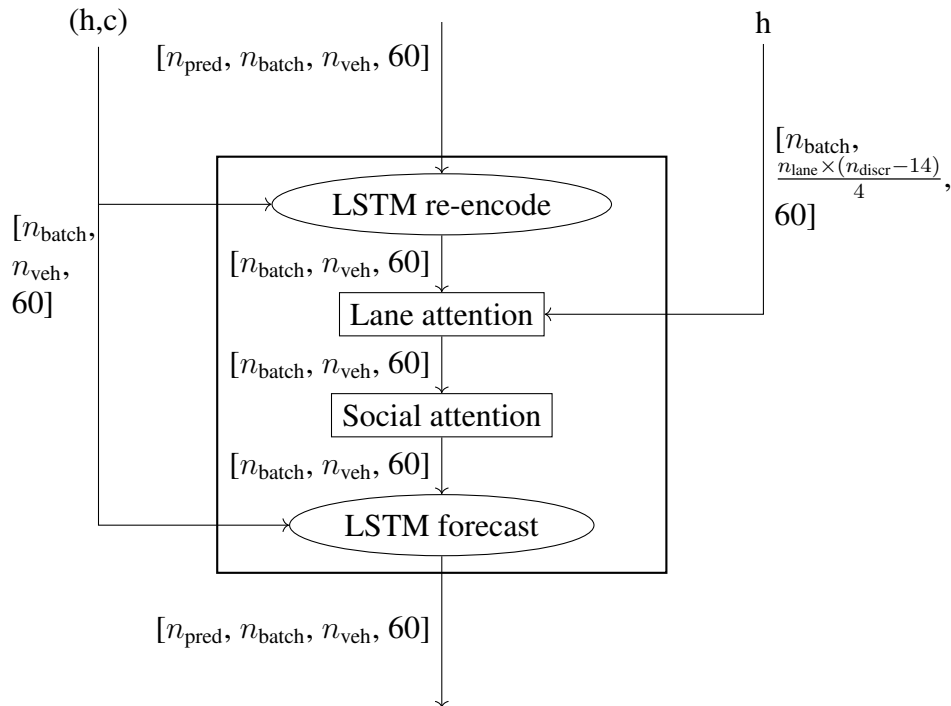 (h,c)
h
[n_pred, n_batch, n_veh, 60]
[n_batch,
n_lane×(n_discr−14)/4,
60]
LSTM re-encode
[n_batch,
n_veh,
60]
[n_batch, n_veh, 60]
Lane attention
[n_batch, n_veh, 60]
Social attention
[n_batch, n_veh, 60]
LSTM forecast
[n_pred, n_batch, n_veh, 60]